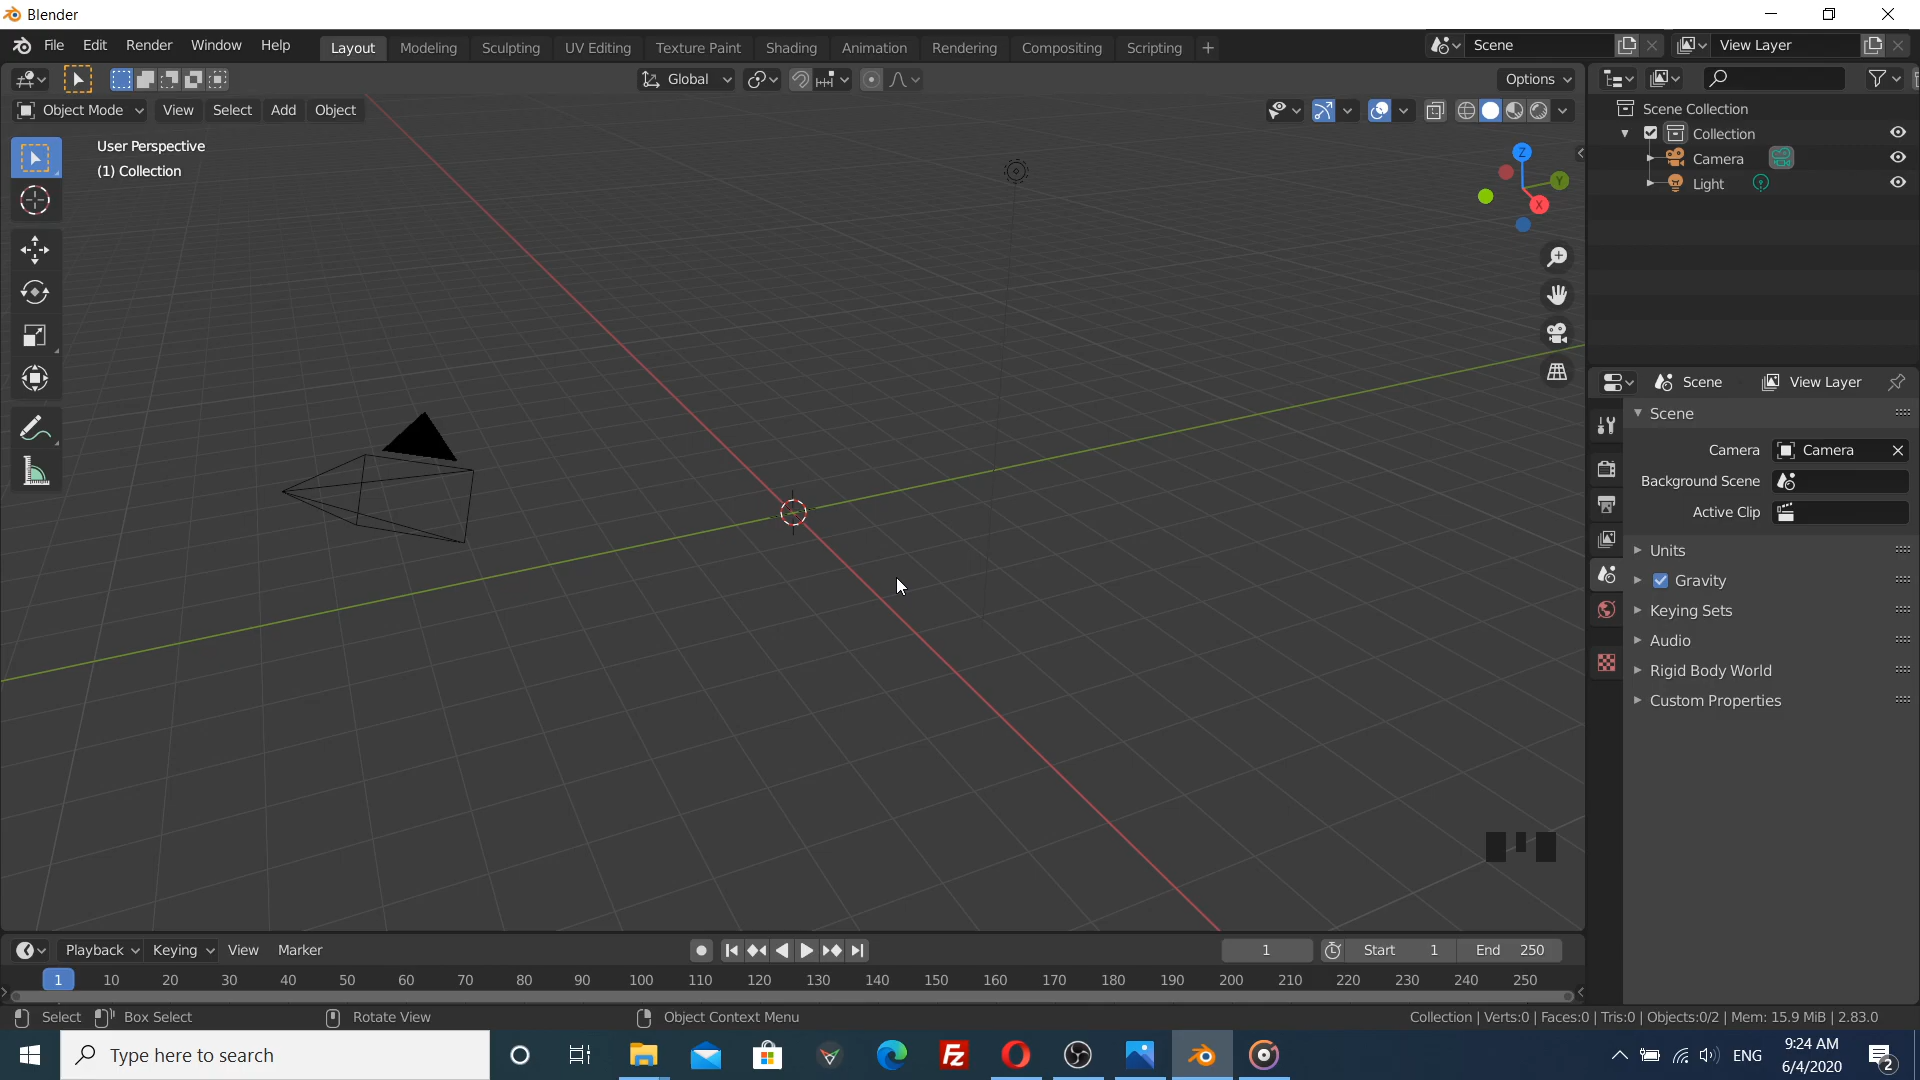 Blender
File Edit Render Window Help Layout Modeling Sculpting UV Editing Texture Paint Shading Animation Rendering Compositing Scripting + Scene View Layer
Global Options
Object Mode View Select Add Object
User Perspective
(1) Collection
Z
Y
X
Scene Collection
Collection
Camera
Light
Scene View Layer
Scene
Camera Camera
Background Scene
Active Clip
Units
Gravity
Keying Sets
Audio
Rigid Body World
Custom Properties
Playback Keying View Marker 1 Start 1 End 250
1 10 20 30 40 50 60 70 80 90 100 110 120 130 140 150 160 170 180 190 200 210 220 230 240 250
Select Box Select Rotate View Object Context Menu Collection | Verts:0 | Faces:0 | Tris:0 | Objects:0/2 | Mem: 15.9 MiB | 2.83.0
Type here to search
Fz
ENG
9:24 AM
6/4/2020
2